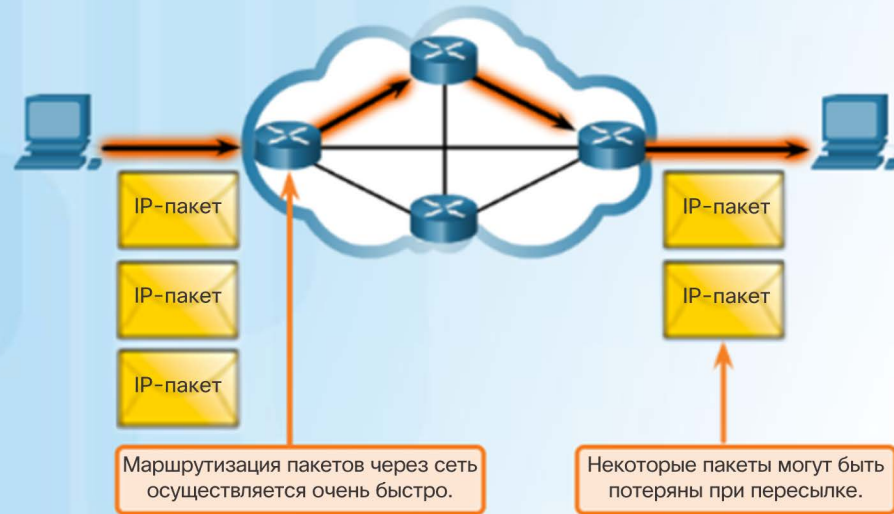 IP-пакет
IP-пакет
IP-пакет
IP-пакет
IP-пакет
Маршрутизация пакетов через сеть
осуществляется очень быстро.
Некоторые пакеты могут быть
потеряны при пересылке.